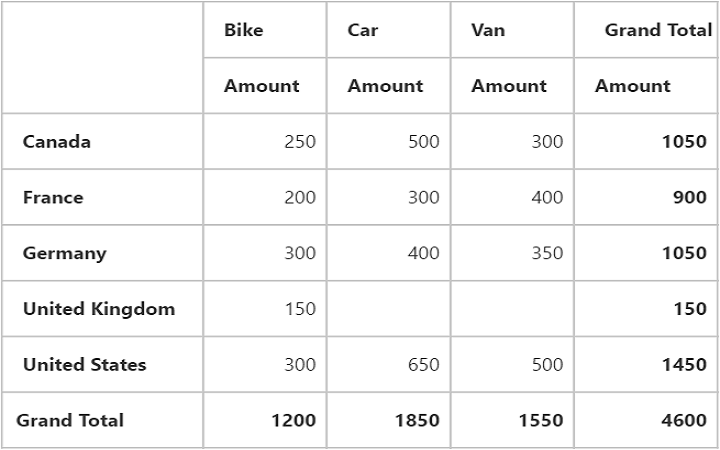 Bike Car Van Grand Total
Amount Amount Amount Amount
Canada 250 500 300 1050
France 200 300 400 900
Germany 300 400 350 1050
United Kingdom 150 150
United States 300 650 500 1450
Grand Total 1200 1850 1550 4600